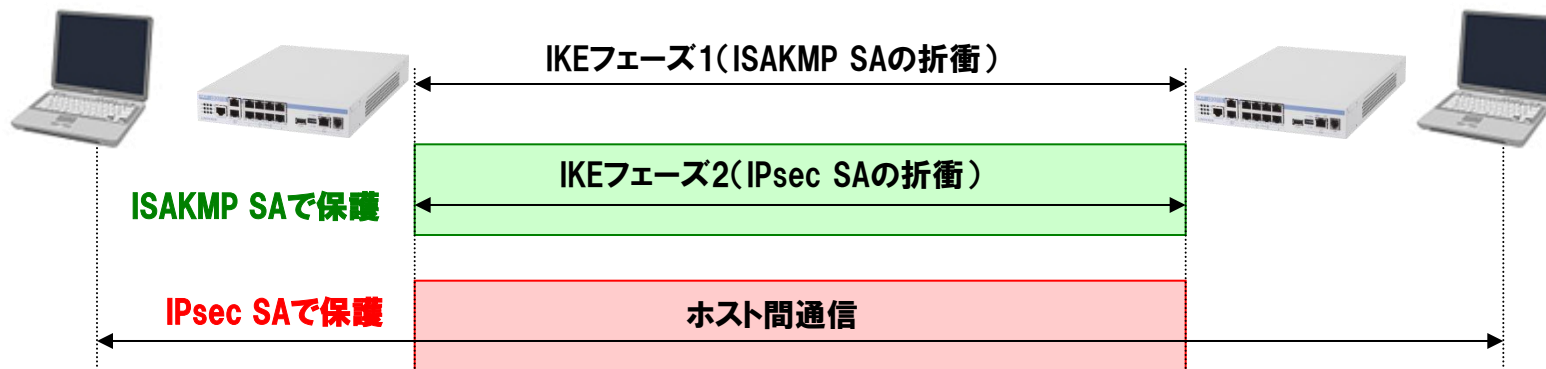 IKEフェーズ1(ISAKMP SAの折衝)
IKEフェーズ2(IPsec SAの折衝)
ISAKMP SAで保護
IPsec SAで保護
ホスト間通信